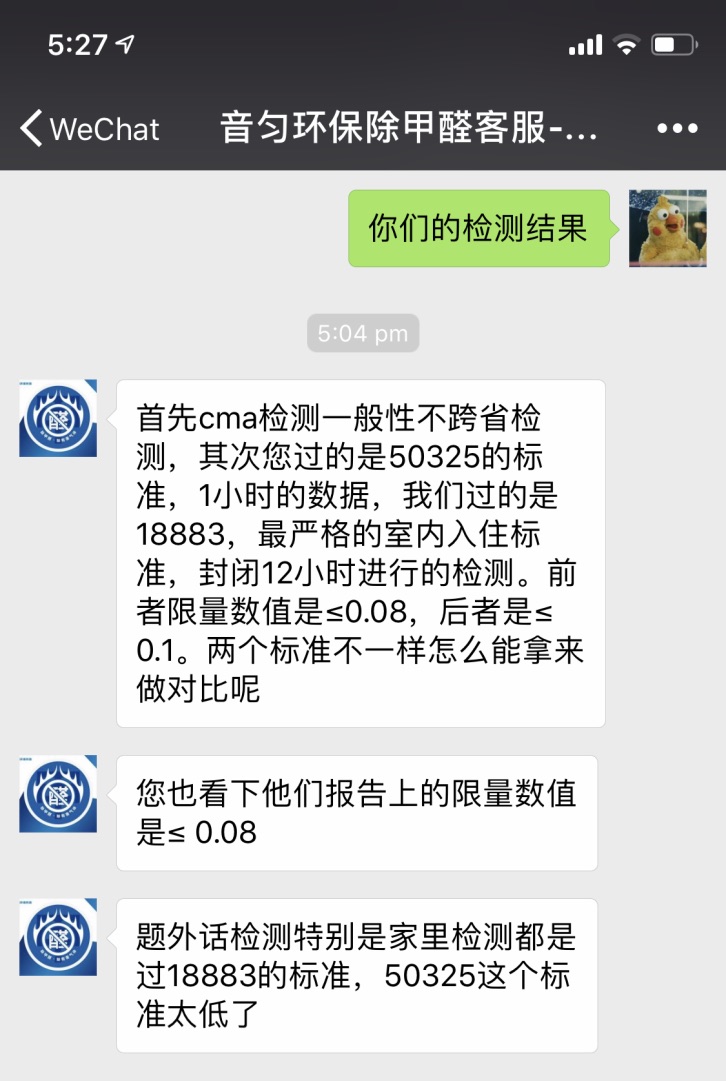 5:27
WeChat
音匀环保除甲醛客服-...
你们的检测结果
5:04 pm
首先cma检测一般性不跨省检
测，其次您过的是50325的标
准，1小时的数据，我们过的是
18883，最严格的室内入住标
准，封闭12小时进行的检测。前
者限量数值是≤0.08，后者是≤
0.1。两个标准不一样怎么能拿来
做对比呢
您也看下他们报告上的限量数值
是≤ 0.08
题外话检测特别是家里检测都是
过18883的标准，50325这个标
准太低了